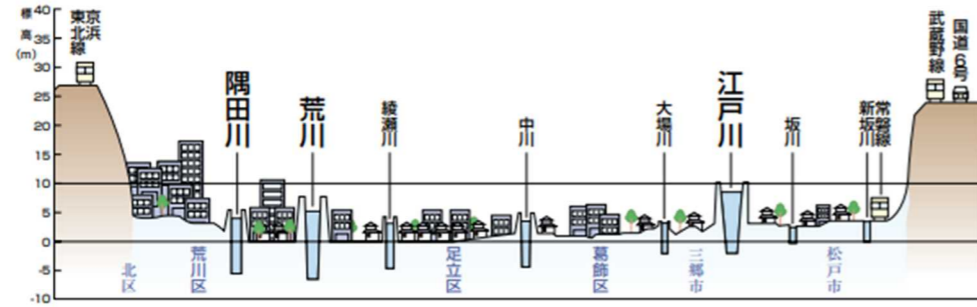 標高(m)
40
35
30
25
20
15
10
5
0
-5
-10
京浜
東北線
隅田川
荒川
綾瀬川
中川
大場川
江戸川
坂川
新坂川
常磐線
武蔵野線
国道6号
北区
荒川区
足立区
葛飾区
三郷市
松戸市